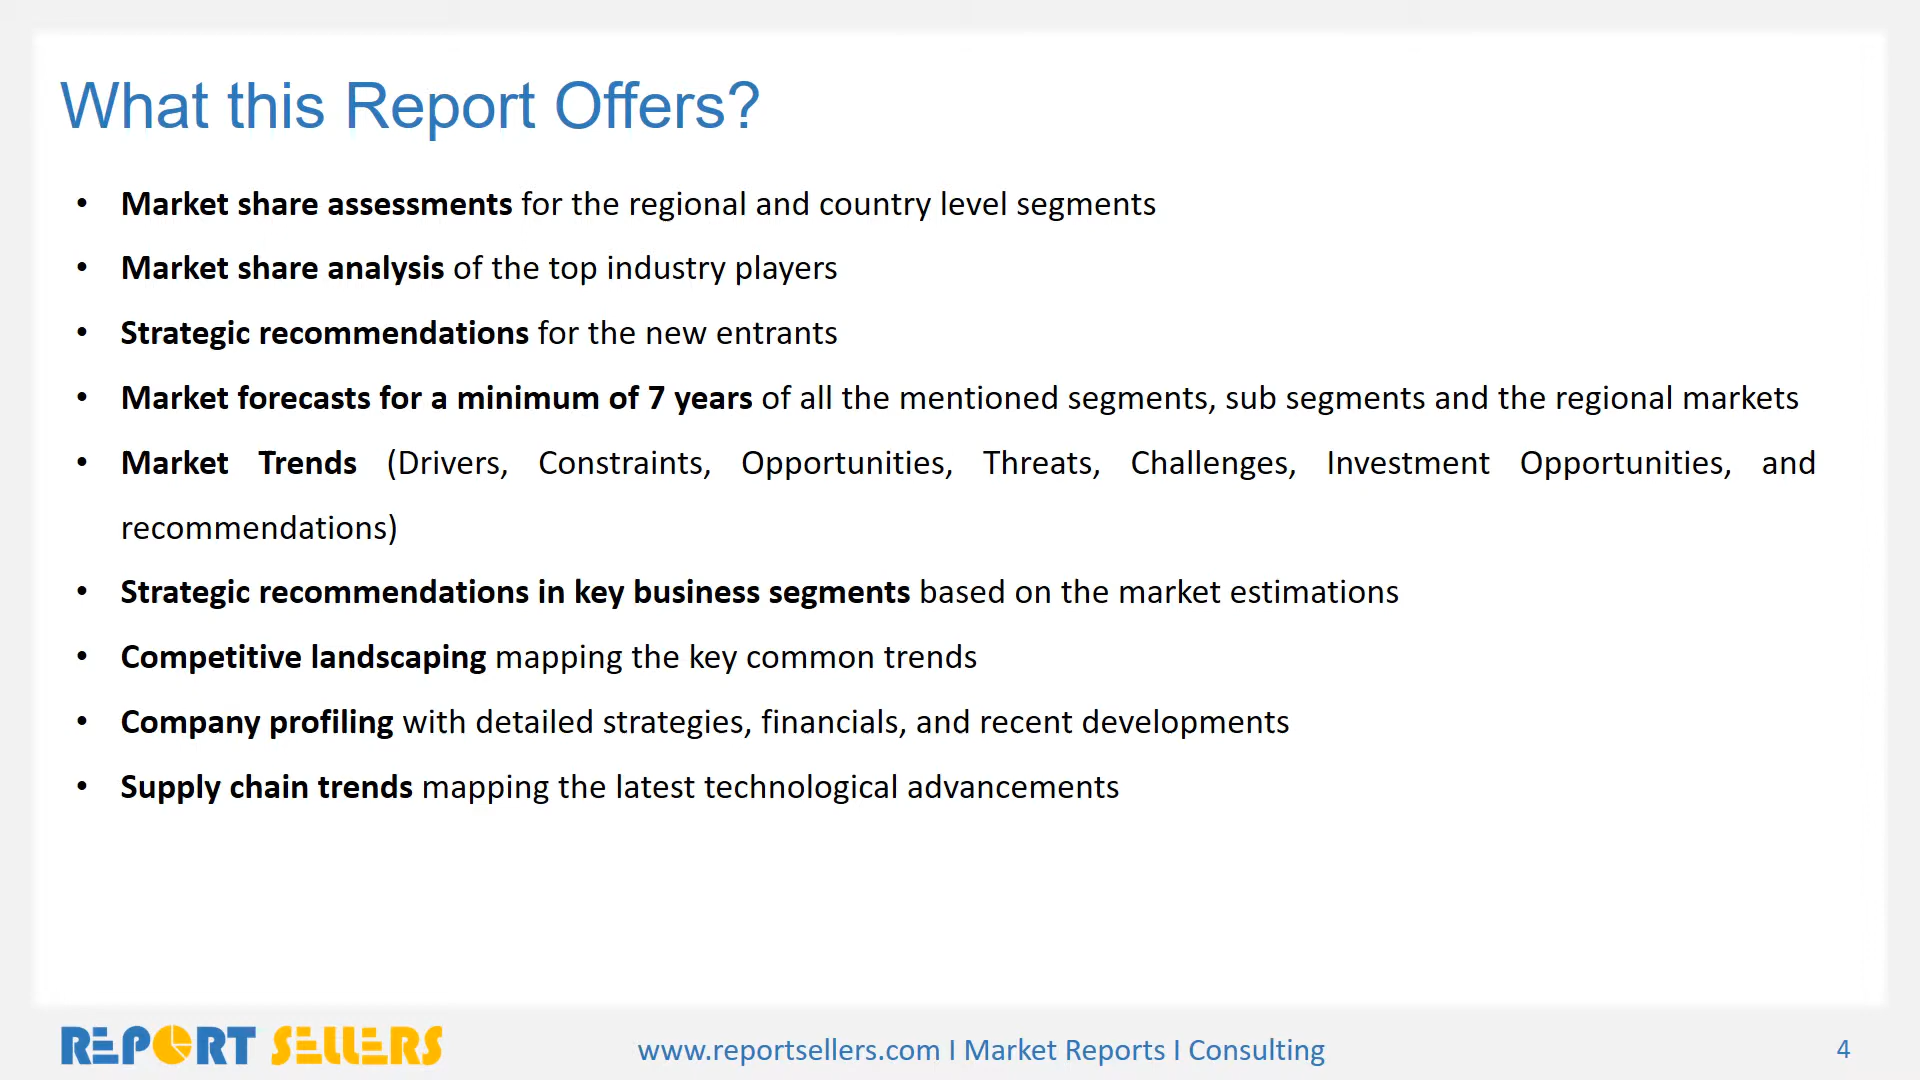 What this Report Offers?
• Market share assessments for the regional and country level segments
• Market share analysis of the top industry players
• Strategic recommendations for the new entrants
• Market forecasts for a minimum of 7 years of all the mentioned segments, sub segments and the regional markets
• Market Trends (Drivers, Constraints, Opportunities, Threats, Challenges, Investment Opportunities, and
recommendations)
• Strategic recommendations in key business segments based on the market estimations
• Competitive landscaping mapping the key common trends
• Company profiling with detailed strategies, financials, and recent developments
• Supply chain trends mapping the latest technological advancements
REPORT SELLERS
www.reportsellers.com I Market Reports I Consulting
4